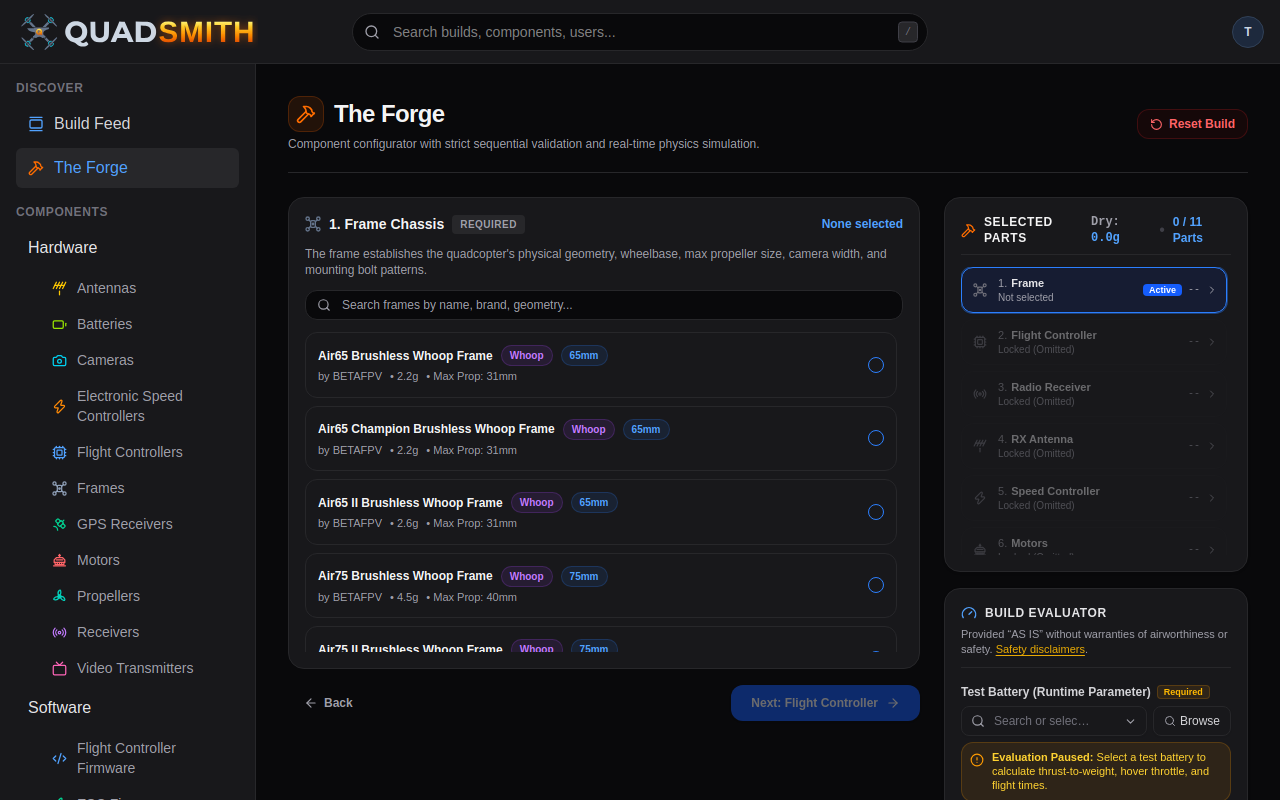 QUADSMITH
Search builds, components, users...
/
T
DISCOVER
Build Feed
The Forge
COMPONENTS
Hardware
Antennas
Batteries
Cameras
Electronic Speed
Controllers
Flight Controllers
Frames
GPS Receivers
Motors
Propellers
Receivers
Video Transmitters
Software
Flight Controller
Firmware
The Forge
Component configurator with strict sequential validation and real-time physics simulation.
Reset Build
1. Frame Chassis REQUIRED
None selected
The frame establishes the quadcopter's physical geometry, wheelbase, max propeller size, camera width, and
mounting bolt patterns.
Search frames by name, brand, geometry...
Air65 Brushless Whoop Frame Whoop 65mm
by BETAFPV • 2.2g • Max Prop: 31mm
Air65 Champion Brushless Whoop Frame Whoop 65mm
by BETAFPV • 2.2g • Max Prop: 31mm
Air65 II Brushless Whoop Frame Whoop 65mm
by BETAFPV • 2.6g • Max Prop: 31mm
Air75 Brushless Whoop Frame Whoop 75mm
by BETAFPV • 4.5g • Max Prop: 40mm
Air75 II Brushless Whoop Frame Whoop 75mm
Back
Next: Flight Controller
SELECTED
PARTS
Dry:
0.0g
•
0 / 11
Parts
1. Frame
Not selected
Active --
2. Flight Controller
Locked (Omitted)
--
3. Radio Receiver
Locked (Omitted)
--
4. RX Antenna
Locked (Omitted)
--
5. Speed Controller
Locked (Omitted)
--
6. Motors
--
BUILD EVALUATOR
Provided “AS IS” without warranties of airworthiness or
safety. Safety disclaimers.
Test Battery (Runtime Parameter) Required
Search or selec…
Browse
Evaluation Paused: Select a test battery to
calculate thrust-to-weight, hover throttle, and
flight times.